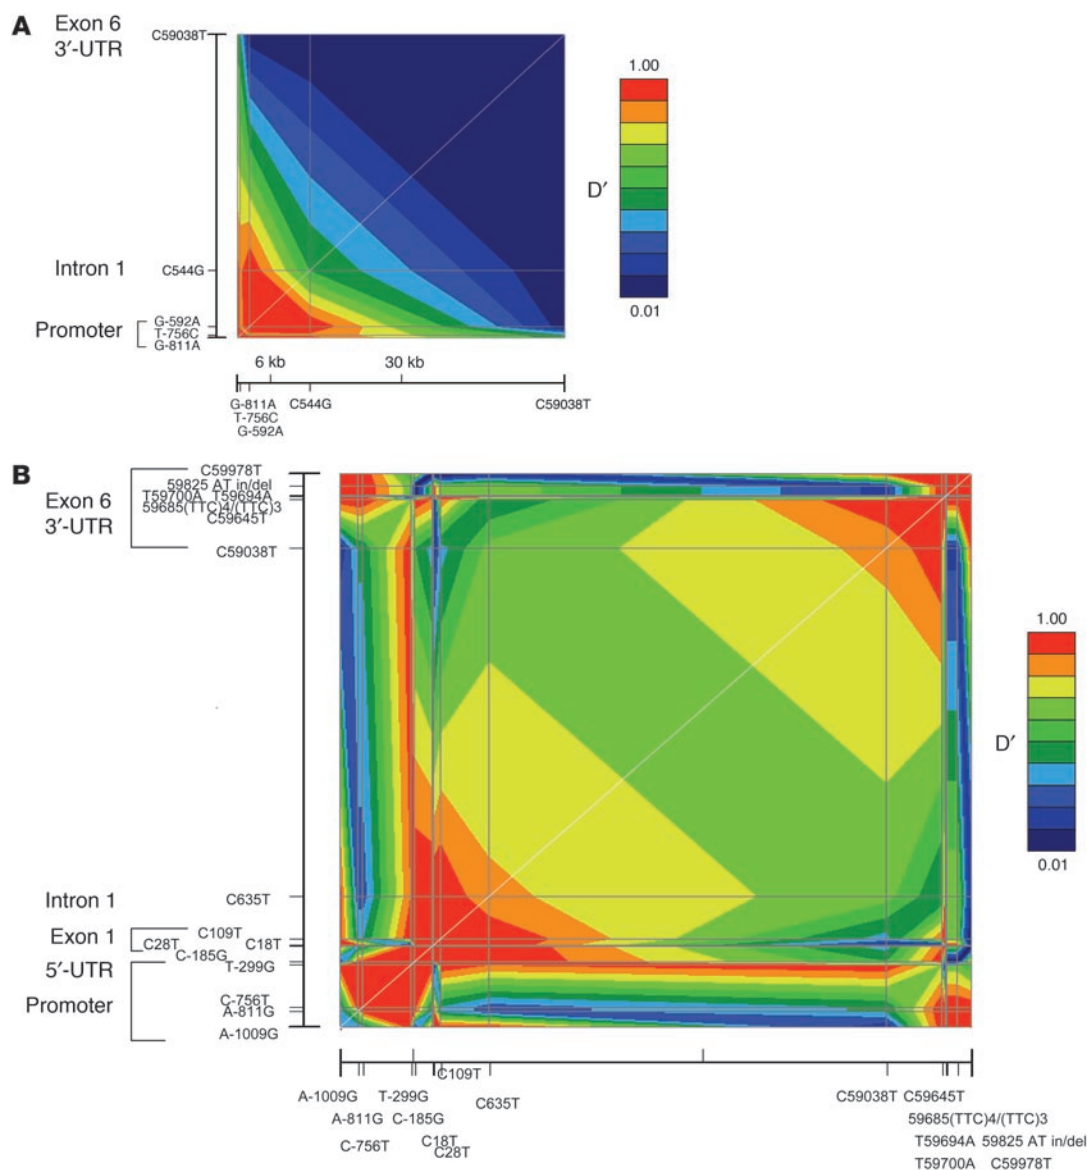 A
Exon 6
3′-UTR
C59038T
Intron 1
C544G
Promoter
G-592A
T-756C
G-811A
6 kb
30 kb
G-811A
C544G
C59038T
T-756C
G-592A
1.00
D′
0.01
B
Exon 6
3′-UTR
C59978T
59825 AT in/del
T59700A T59694A
59685(TTC)4/(TTC)3
C59645T
C59038T
Intron 1
C635T
Exon 1
C109T
C28T
C18T
5′-UTR
C-185G
T-299G
Promoter
C-756T
A-811G
A-1009G
1.00
D′
0.01
C109T
A-1009G
T-299G
C635T
C59038T
C59645T
A-811G
C-185G
59685(TTC)4/(TTC)3
C-756T
C18T
C28T
T59694A
59825 AT in/del
T59700A
C59978T